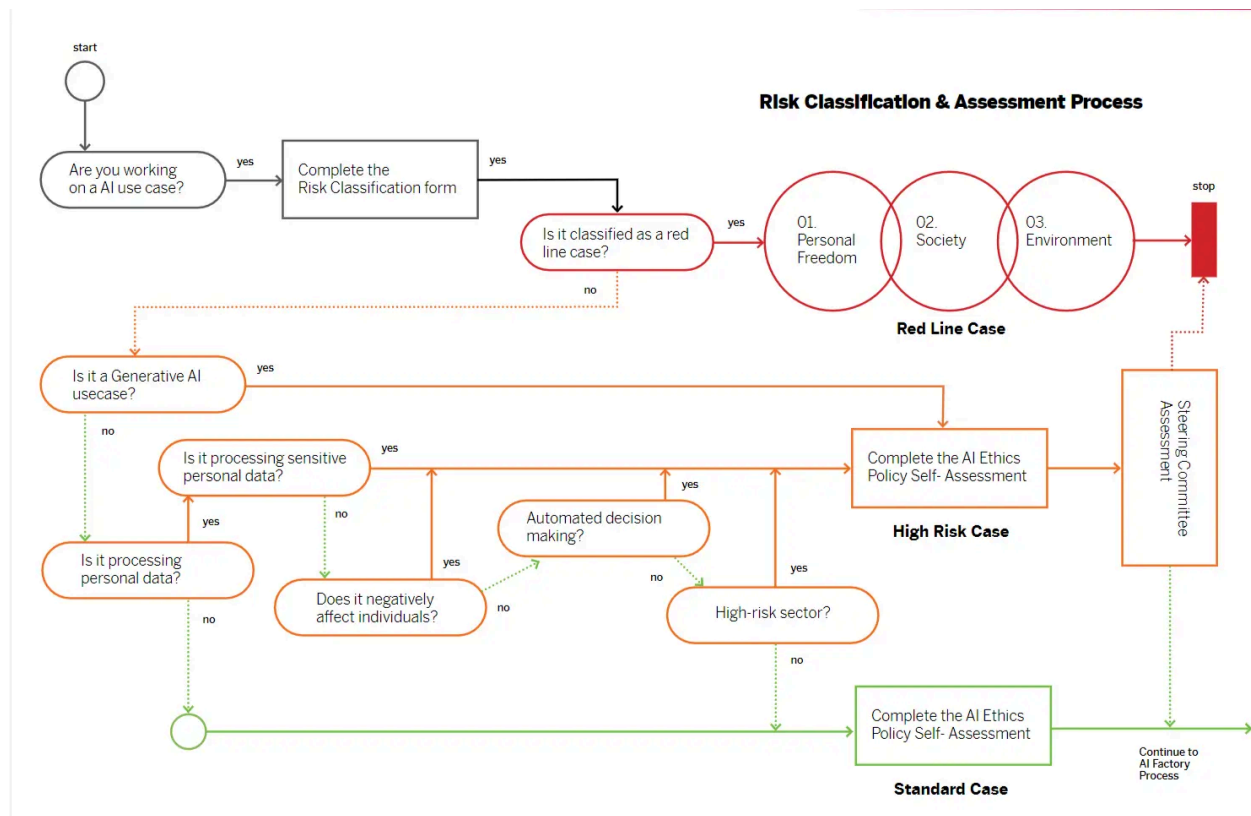 start
Risk Classification & Assessment Process
Are you working
on a AI use case?
yes
Complete the
Risk Classification form
yes
Is it classified as a red
line case?
yes
01.
Personal
Freedom
02.
Society
03.
Environment
stop
no
Red Line Case
Is it a Generative AI
usecase?
yes
no
Is it processing sensitive
personal data?
yes
Complete the AI Ethics
Policy Self- Assessment
High Risk Case
Steering Committee
Assessment
yes
no
Automated decision
making?
yes
Is it processing
personal data?
no
Does it negatively
affect individuals?
yes
no
no
High-risk sector?
yes
no
Complete the AI Ethics
Policy Self- Assessment
Standard Case
Continue to
AI Factory
Process